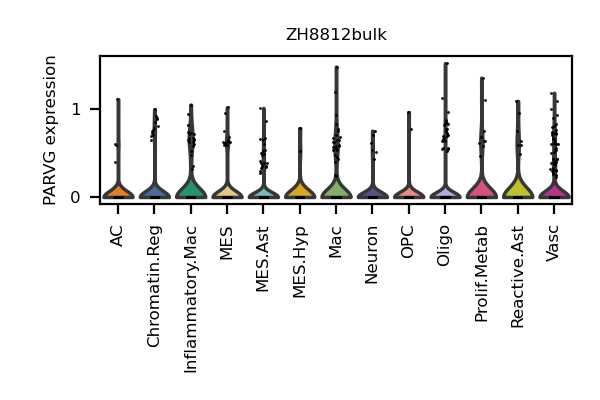 ZH8812bulk
PARVG expression
1
0
AC
Chromatin.Reg
Inflammatory.Mac
MES
MES.Ast
MES.Hyp
Mac
Neuron
OPC
Oligo
Prolif.Metab
Reactive.Ast
Vasc